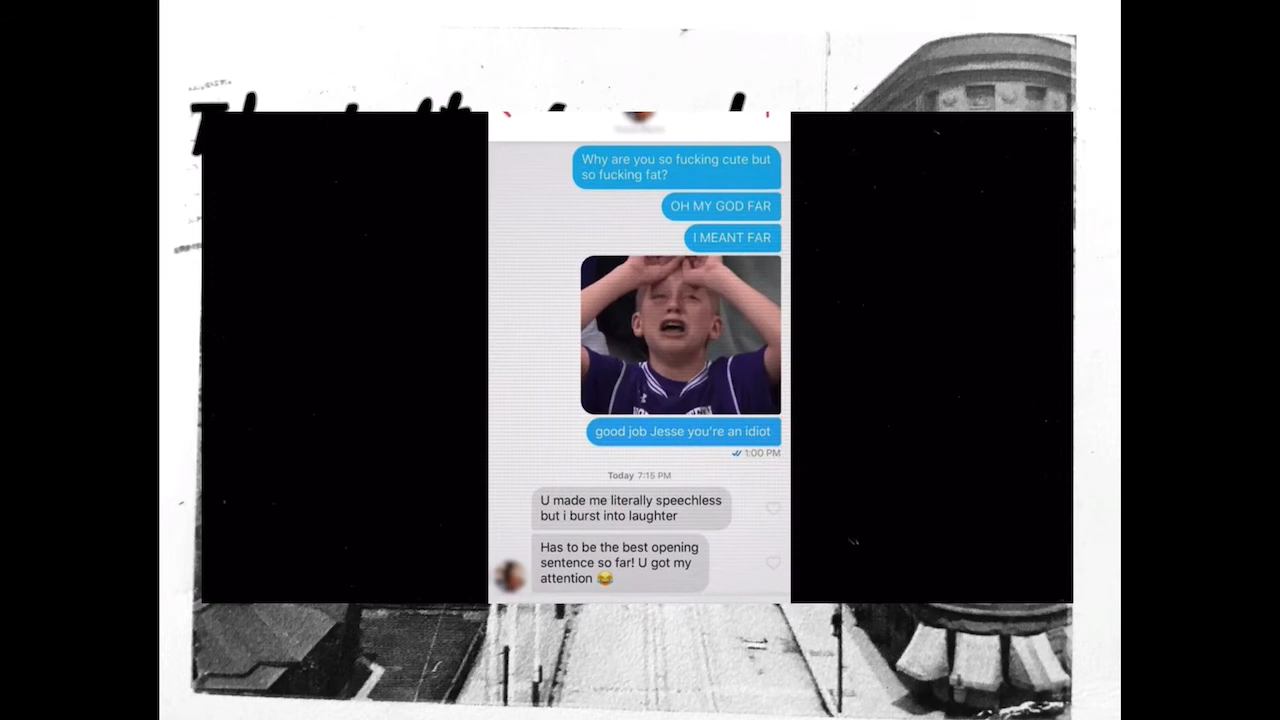 Why are you so fucking cute but
so fucking fat?
OH MY GOD FAR
I MEANT FAR
good job Jesse you're an idiot
1:00 PM
Today 7:15 PM
U made me literally speechless
but i burst into laughter
Has to be the best opening
sentence so far! U got my
attention 😂